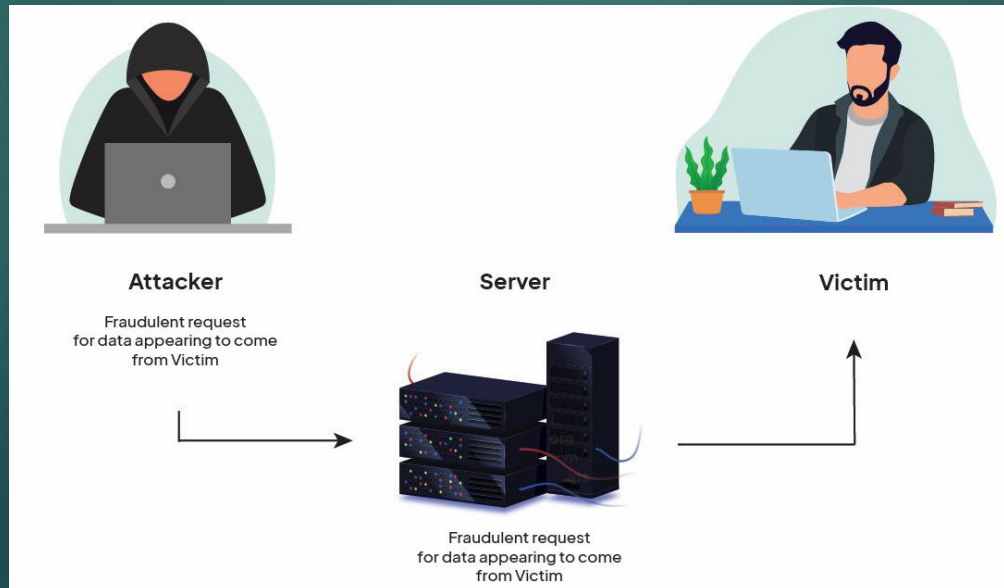 Attacker
Server
Victim
Fraudulent request
for data appearing to come
from Victim
Fraudulent request
for data appearing to come
from Victim